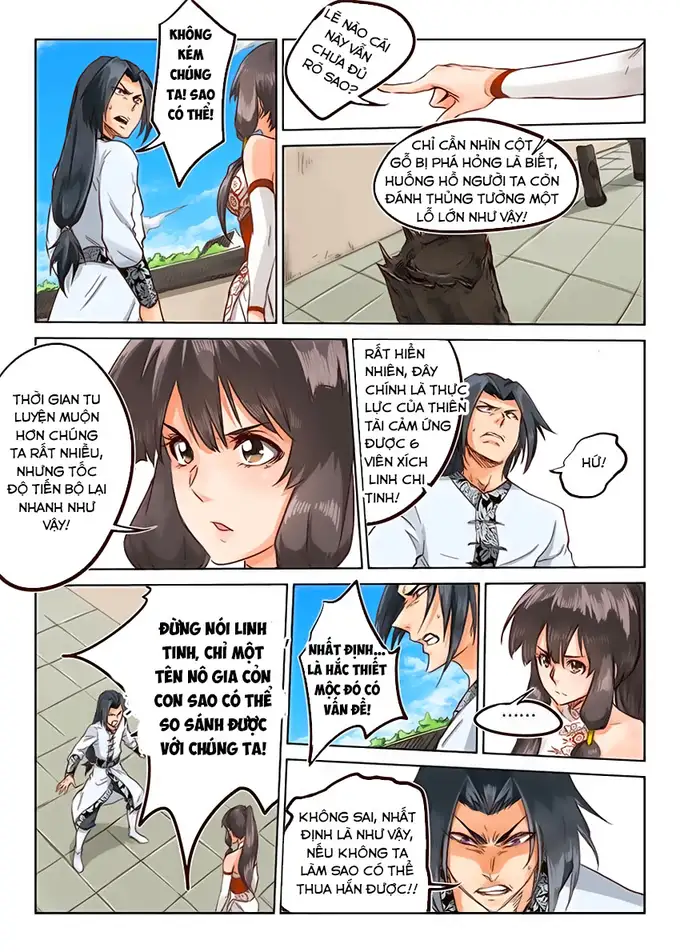 KHÔNG
KÉM
CHÚNG
TA! SAO
CÓ THỂ!
LẼ NÀO CÁI
NÀY VẪN
CHƯA ĐỦ
RÕ SAO?
CHỈ CẦN NHÌN CỘT
GỖ BỊ PHÁ HỎNG LÀ BIẾT,
HUỐNG HỒ NGƯỜI TA CÒN
ĐÁNH THỦNG TƯỜNG MỘT
LỖ LỚN NHƯ VẬY!
THỜI GIAN TU
LUYỆN MUỘN
HƠN CHÚNG
TA RẤT NHIỀU,
NHƯNG TỐC
ĐỘ TIẾN BỘ LẠI
NHANH NHƯ
VẬY!
RẤT HIỂN
NHIÊN, ĐÂY
CHÍNH LÀ THỰC
LỰC CỦA THIÊN
TÀI CẢM ỨNG
ĐƯỢC 6
VIÊN XÍCH
LINH CHI
TINH!
HỨ!
ĐỪNG NÓI LINH
TINH, CHỈ MỘT
TÊN NÔ GIA CỎN
CON SAO CÓ THỂ
SO SÁNH ĐƯỢC
VỚI CHÚNG TA!
NHẤT ĐỊNH...
LÀ HẮC THIẾT
MỘC ĐÓ CÓ
VẤN ĐỀ!
......
KHÔNG SAI, NHẤT
ĐỊNH LÀ NHƯ VẬY,
NẾU KHÔNG TA
LÀM SAO CÓ THỂ
THUA HẮN ĐƯỢC!!